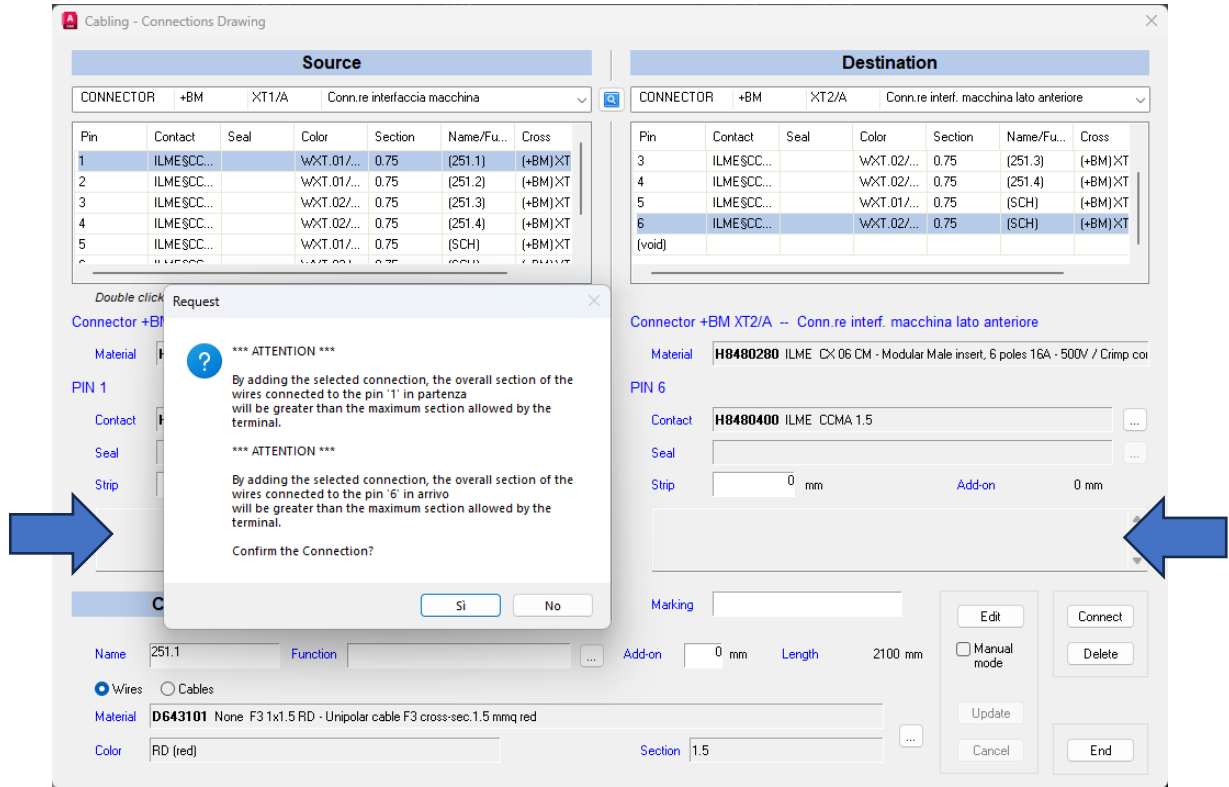 Cabling - Connections Drawing
Source
Destination
CONNECTOR +BM XT1/A Conn.re interfaccia macchina
CONNECTOR +BM XT2/A Conn.re interf. macchina lato anteriore
Pin Contact Seal Color Section Name/Fu... Cross
1 ILME§CC... WXT.01/... 0.75 (251.1) (+BM)XT
2 ILME§CC... WXT.01/... 0.75 (251.2) (+BM)XT
3 ILME§CC... WXT.02/... 0.75 (251.3) (+BM)XT
4 ILME§CC... WXT.02/... 0.75 (251.4) (+BM)XT
5 ILME§CC... WXT.01/... 0.75 (SCH) (+BM)XT
Pin Contact Seal Color Section Name/Fu... Cross
3 ILME§CC... WXT.02/... 0.75 (251.3) (+BM)XT
4 ILME§CC... WXT.02/... 0.75 (251.4) (+BM)XT
5 ILME§CC... WXT.01/... 0.75 (SCH) (+BM)XT
6 ILME§CC... WXT.02/... 0.75 (SCH) (+BM)XT
(void)
Double click
Connector +BM
Material
PIN 1
Contact
Seal
Strip
Request
*** ATTENTION ***
By adding the selected connection, the overall section of the
wires connected to the pin '1' in partenza
will be greater than the maximum section allowed by the
terminal.
*** ATTENTION ***
By adding the selected connection, the overall section of the
wires connected to the pin '6' in arrivo
will be greater than the maximum section allowed by the
terminal.
Confirm the Connection?
Sì No
Connector +BM XT2/A -- Conn.re interf. macchina lato anteriore
Material H8480280 ILME CX 06 CM - Modular Male insert, 6 poles 16A - 500V / Crimp cor
PIN 6
Contact H8480400 ILME CCMA 1.5 ...
Seal ...
Strip 0 mm Add-on 0 mm
C
Marking
Name 251.1 Function ... Add-on 0 mm Length 2100 mm
Wires Cables
Material D643101 None F3 1x1.5 RD - Unipolar cable F3 cross-sec.1.5 mmq red
Color RD (red) Section 1.5 ...
Edit
Manual
mode
Update
Cancel
Connect
Delete
End